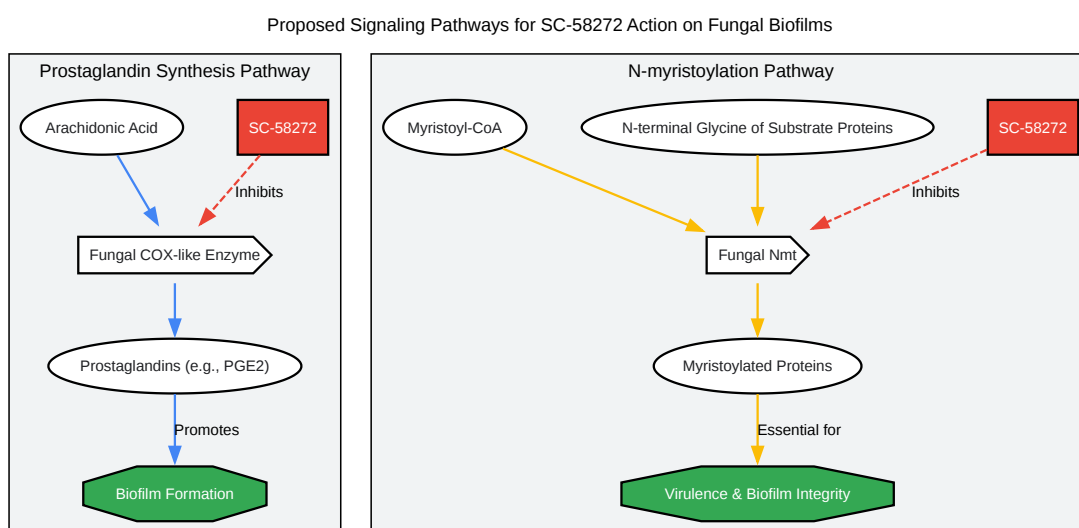 Proposed Signaling Pathways for SC-58272 Action on Fungal Biofilms
Prostaglandin Synthesis Pathway
Arachidonic Acid
SC-58272
Inhibits
Fungal COX-like Enzyme
Prostaglandins (e.g., PGE2)
Promotes
Biofilm Formation
N-myristoylation Pathway
Myristoyl-CoA
N-terminal Glycine of Substrate Proteins
SC-58272
Inhibits
Fungal Nmt
Myristoylated Proteins
Essential for
Virulence & Biofilm Integrity